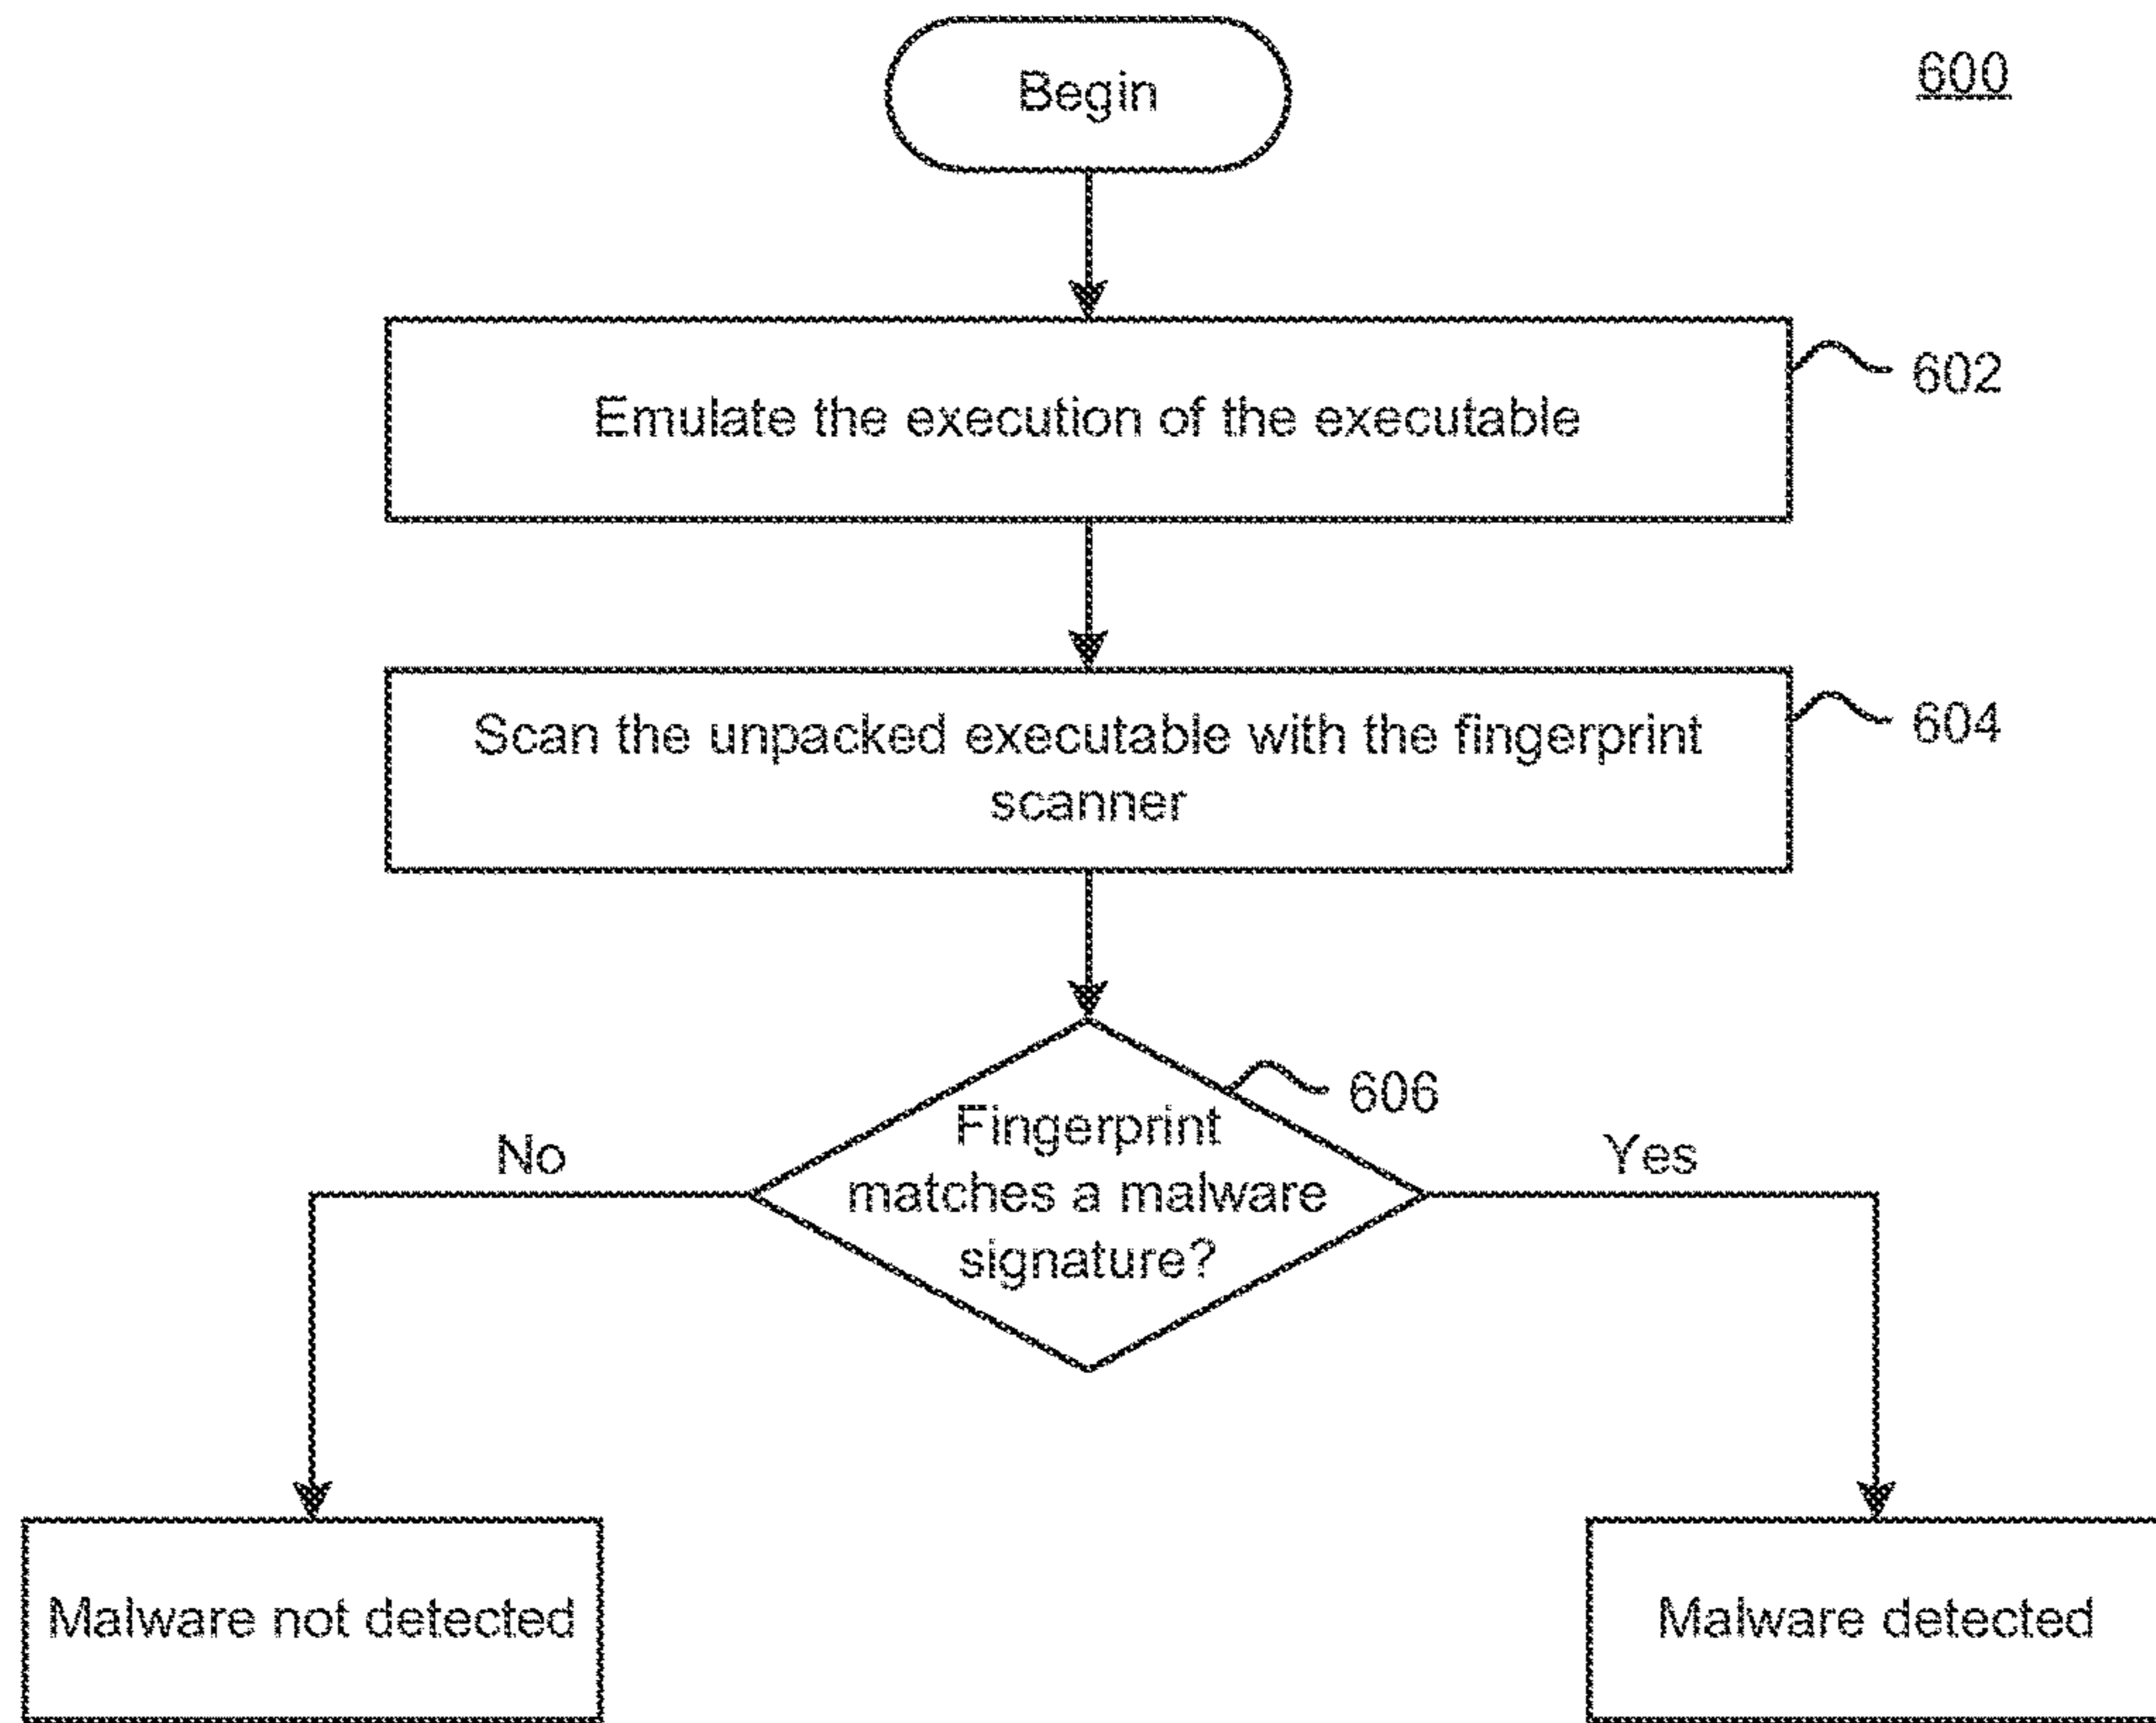 Begin
600
Emulate the execution of the executable
602
Scan the unpacked executable with the fingerprint
scanner
604
606
Fingerprint
matches a malware
signature?
No
Yes
Malware not detected
Malware detected